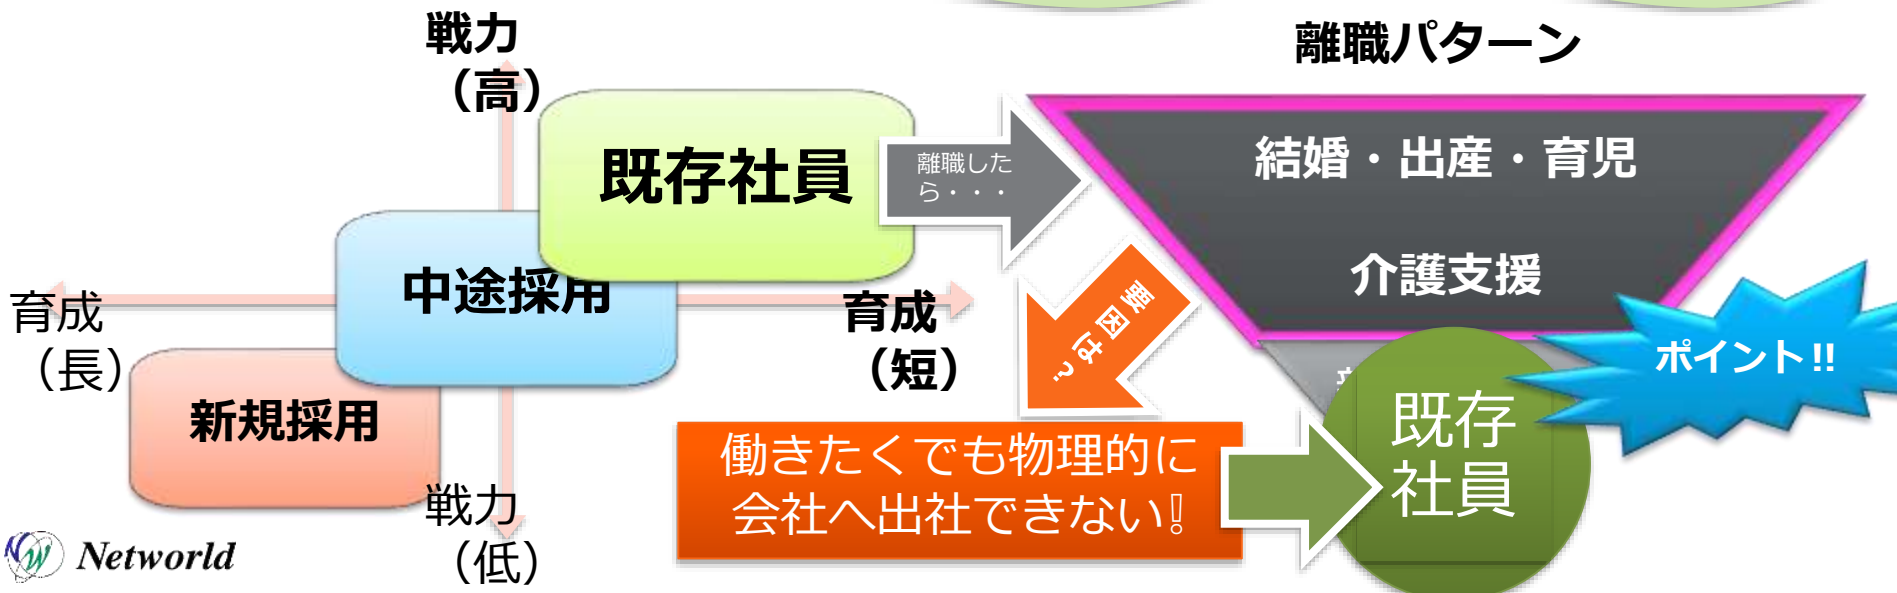 戦力
（高）
離職パターン
既存社員
離職した
ら・・・
結婚・出産・育児
介護支援
中途採用
育成
（長）
育成
（短）
要因は？
ポイント!!
新規採用
働きたくでも物理的に
会社へ出社できない!!
既存
社員
戦力
（低）
Networld